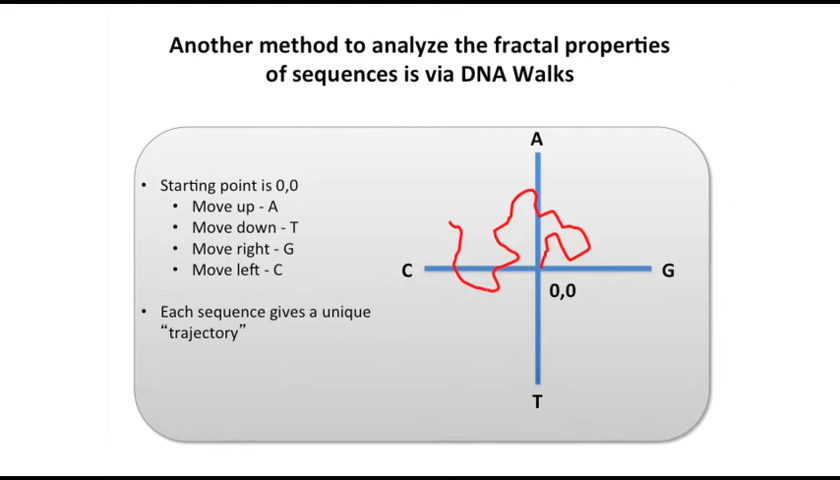 Another method to analyze the fractal properties
of sequences is via DNA Walks
• Starting point is 0,0
• Move up - A
• Move down - T
• Move right - G
• Move left - C
• Each sequence gives a unique
“trajectory”
A
C
G
0,0
T